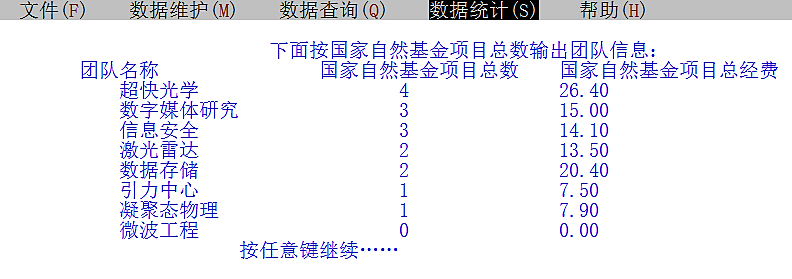 文件(F) 数据维护(M) 数据查询(Q) 数据统计(S) 帮助(H)
下面按国家自然基金项目总数输出团队信息：
团队名称 国家自然基金项目总数 国家自然基金项目总经费
超快光学 4 26.40
数字媒体研究 3 15.00
信息安全 3 14.10
激光雷达 2 13.50
数据存储 2 20.40
引力中心 1 7.50
凝聚态物理 1 7.90
微波工程 0 0.00
按任意键继续……